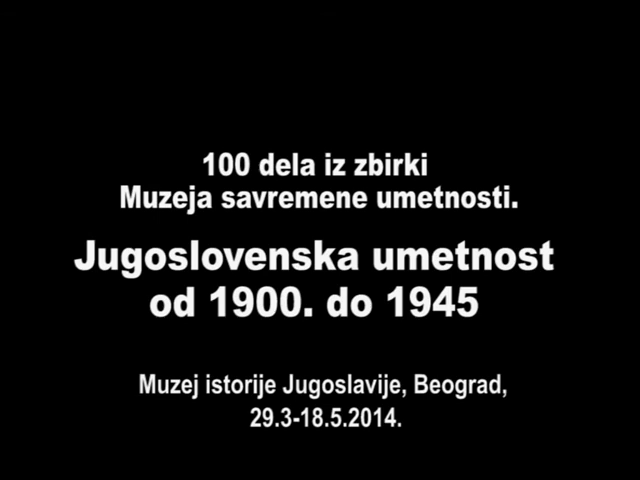 100 dela iz zbirki
Muzeja savremene umetnosti.
Jugoslovenska umetnost
od 1900. do 1945
Muzej istorije Jugoslavije, Beograd,
29.3-18.5.2014.